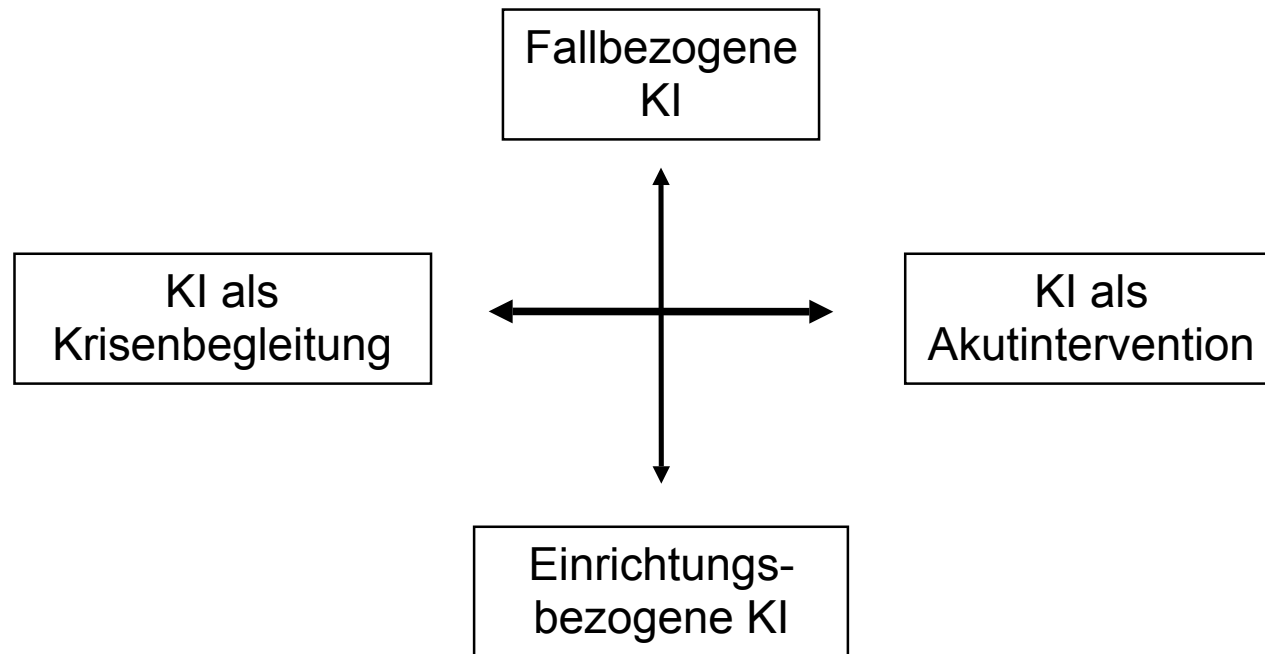 Fallbezogene
KI
KI als
Krisenbegleitung
KI als
Akutintervention
Einrichtungs-
bezogene KI